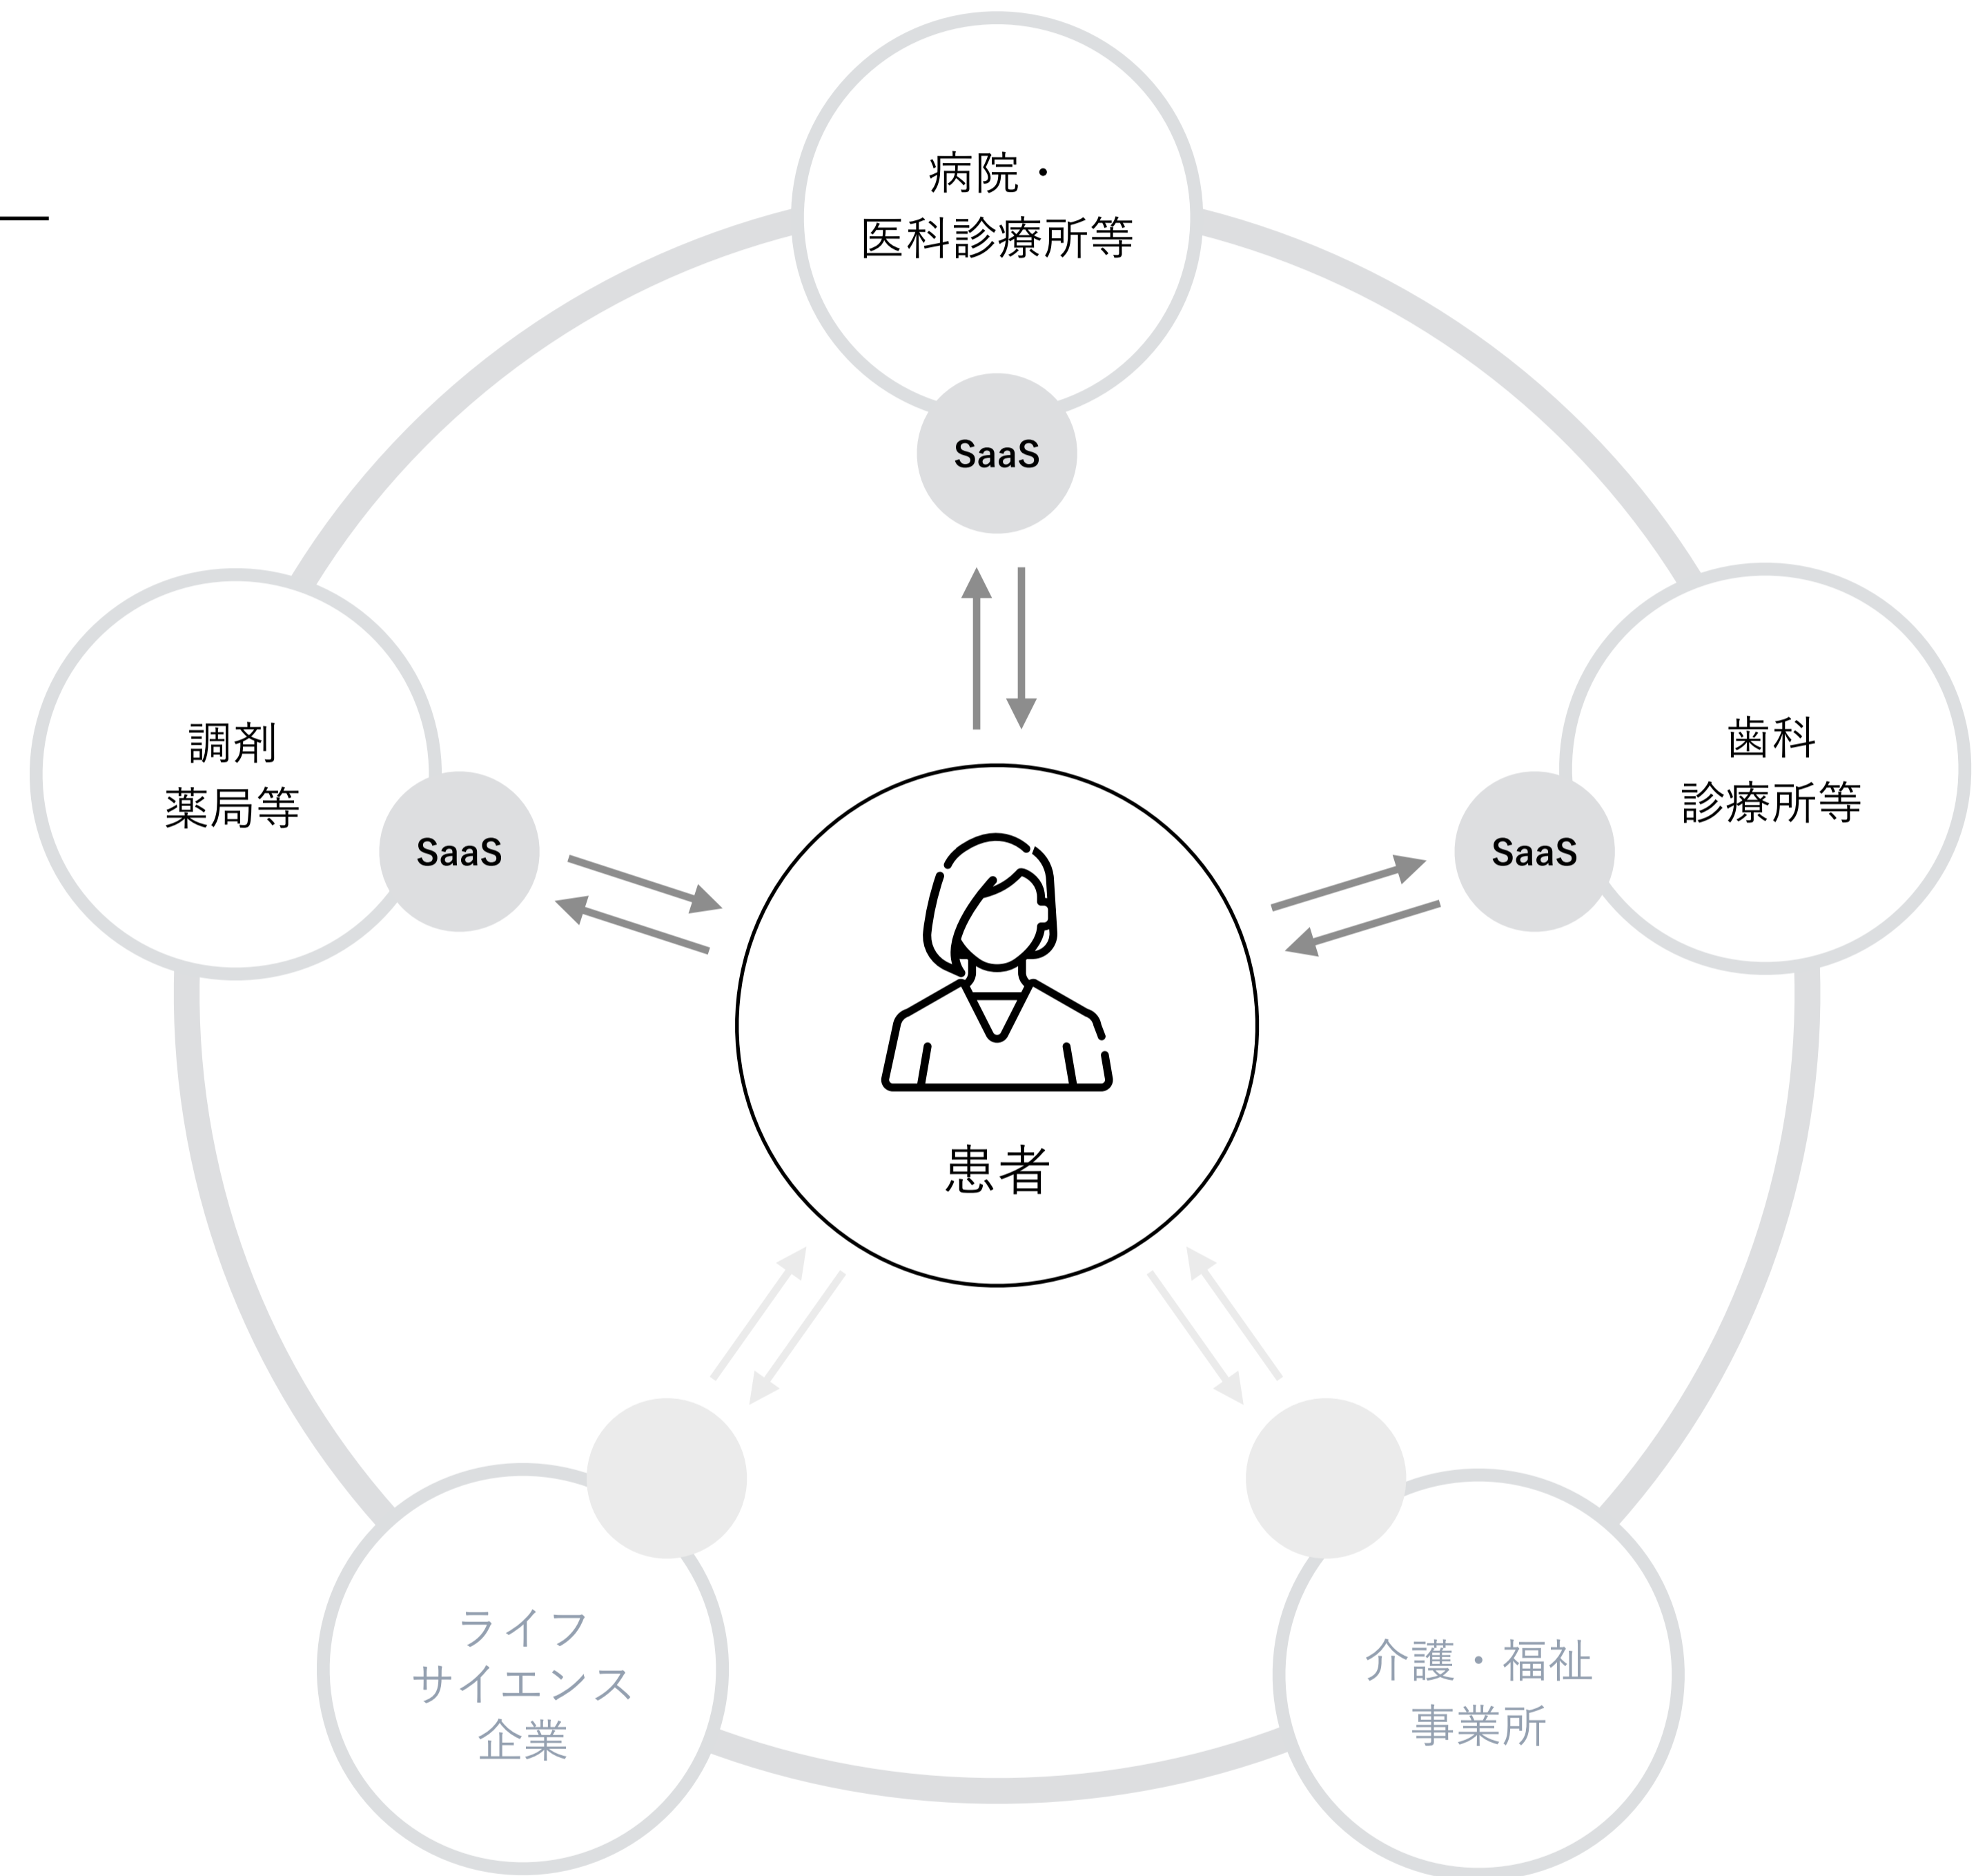 病院・
医科診療所等
SaaS
調剤
薬局等
SaaS
歯科
診療所等
SaaS
患者
ライフ
サイエンス
企業
介護・福祉
事業所